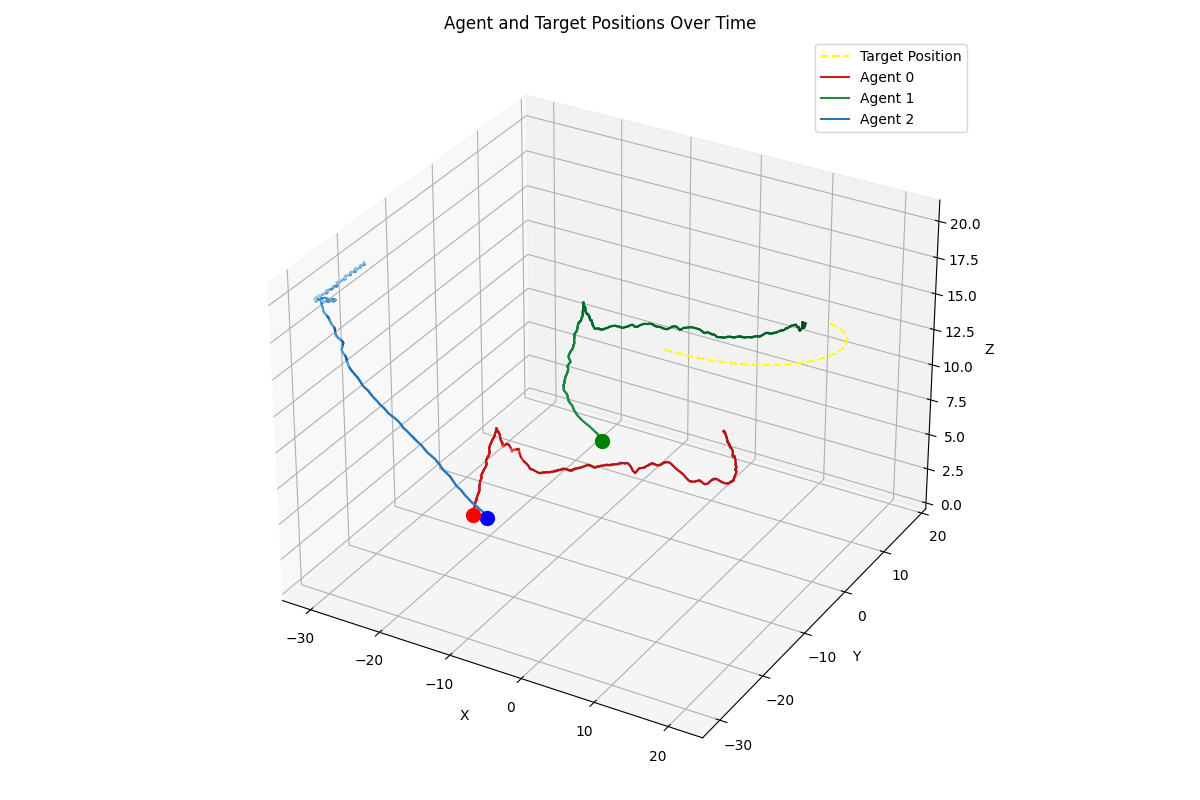 Agent and Target Positions Over Time
Target Position
Agent 0
Agent 1
Agent 2
20.0
17.5
15.0
12.5
10.0
7.5
5.0
2.5
0.0
Z
20
10
0
−10
−20
−30
Y
−30
−20
−10
0
10
20
X